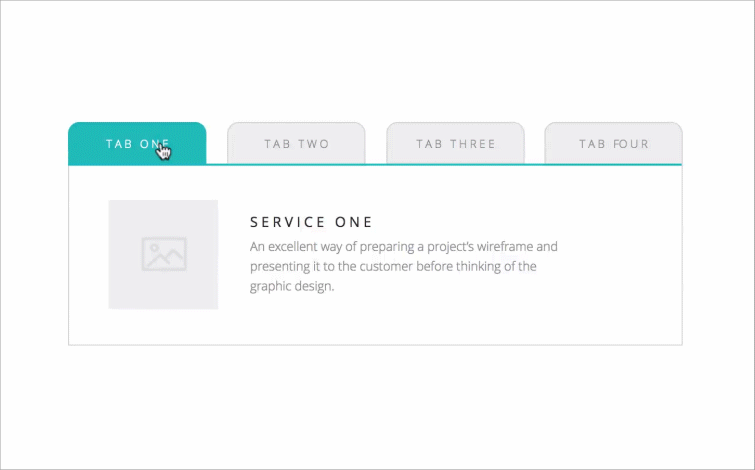 TAB ONE
TAB TWO
TAB THREE
TAB FOUR
SERVICE ONE
An excellent way of preparing a project's wireframe and
presenting it to the customer before thinking of the
graphic design.